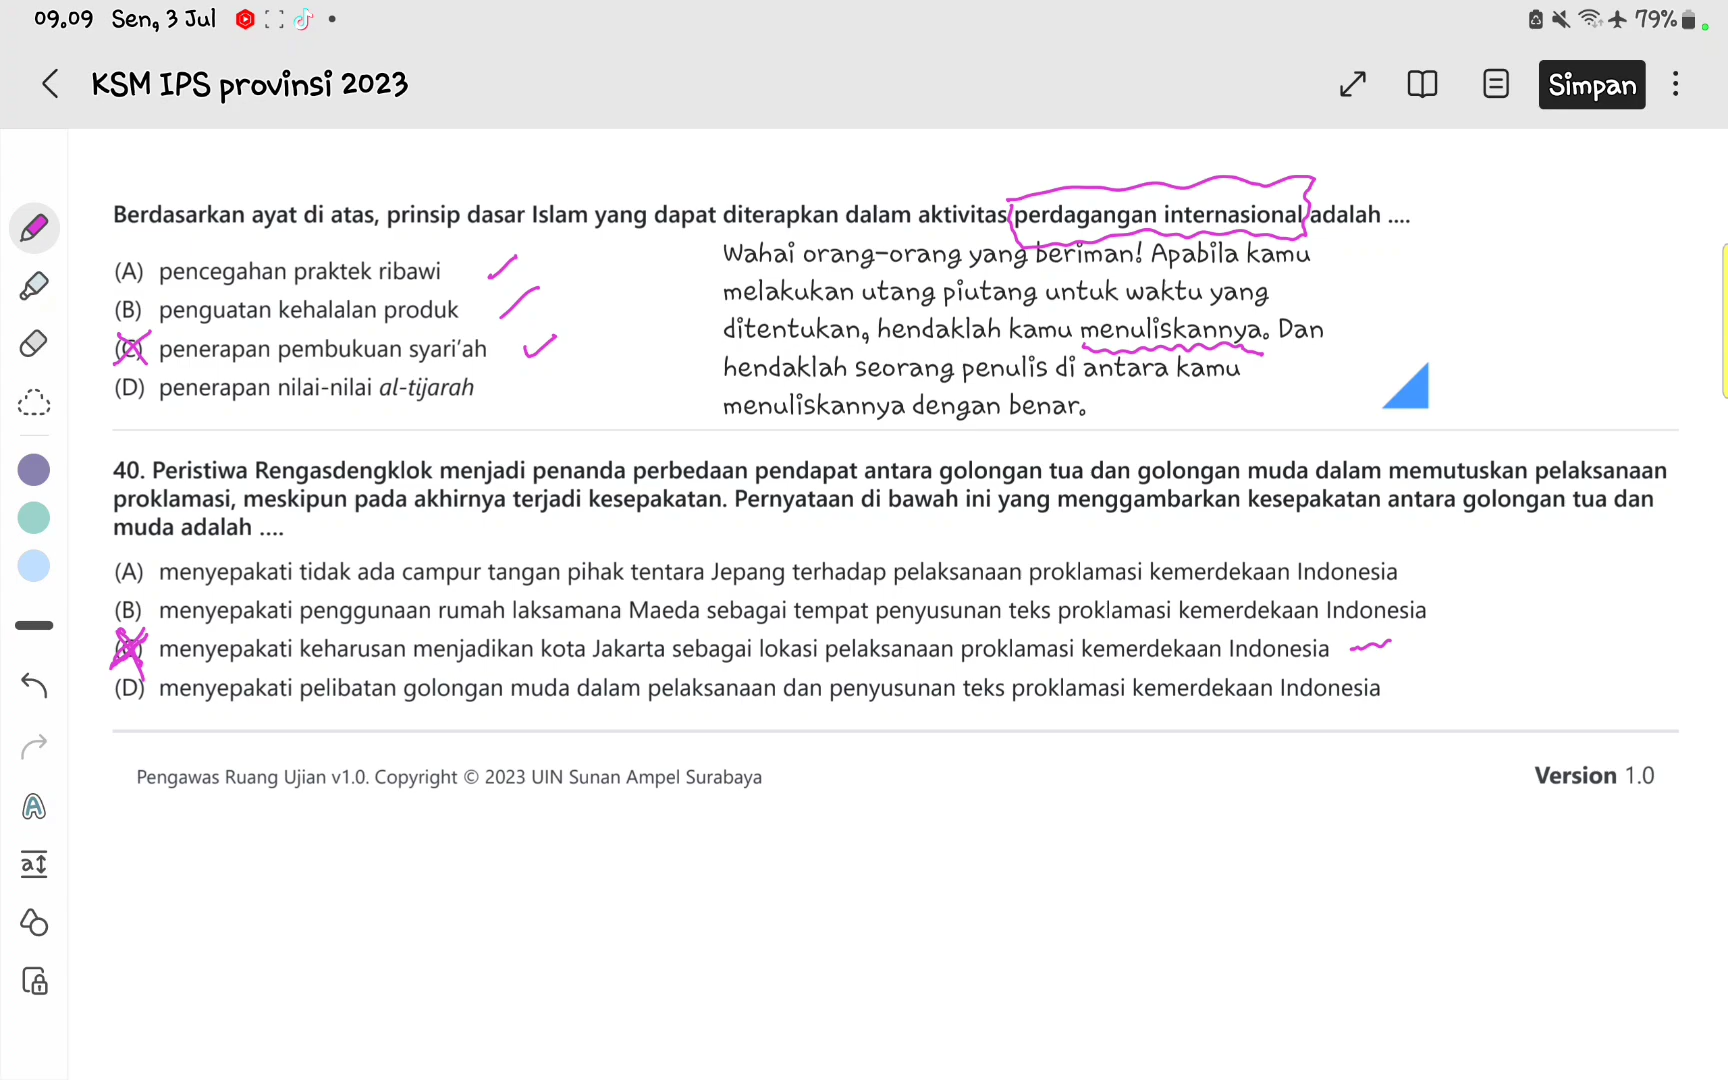 09.09 Sen, 3 Jul 79%
KSM IPS provinsi 2023 Simpan
Berdasarkan ayat di atas, prinsip dasar Islam yang dapat diterapkan dalam aktivitas perdagangan internasional adalah ....
(A) pencegahan praktek ribawi
(B) penguatan kehalalan produk
(C) penerapan pembukuan syari'ah
(D) penerapan nilai-nilai al-tijarah
Wahai orang-orang yang beriman! Apabila kamu
melakukan utang piutang untuk waktu yang
ditentukan, hendaklah kamu menuliskannya. Dan
hendaklah seorang penulis di antara kamu
menuliskannya dengan benar.
40. Peristiwa Rengasdengklok menjadi penanda perbedaan pendapat antara golongan tua dan golongan muda dalam memutuskan pelaksanaan
proklamasi, meskipun pada akhirnya terjadi kesepakatan. Pernyataan di bawah ini yang menggambarkan kesepakatan antara golongan tua dan
muda adalah ....
(A) menyepakati tidak ada campur tangan pihak tentara Jepang terhadap pelaksanaan proklamasi kemerdekaan Indonesia
(B) menyepakati penggunaan rumah laksamana Maeda sebagai tempat penyusunan teks proklamasi kemerdekaan Indonesia
(C) menyepakati keharusan menjadikan kota Jakarta sebagai lokasi pelaksanaan proklamasi kemerdekaan Indonesia
(D) menyepakati pelibatan golongan muda dalam pelaksanaan dan penyusunan teks proklamasi kemerdekaan Indonesia
Pengawas Ruang Ujian v1.0. Copyright © 2023 UIN Sunan Ampel Surabaya Version 1.0